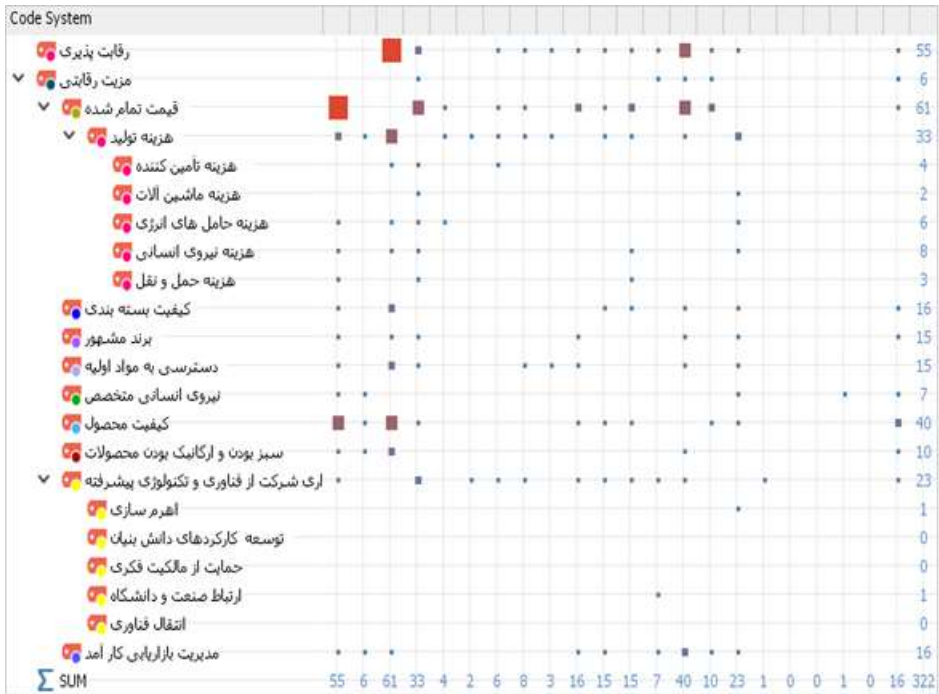 Code System
رقابت پذیری 55
مزیت رقابتی 6
قیمت تمام شده 61
هزینه تولید 33
هزینه تأمین کننده 4
هزینه ماشین آلات 2
هزینه حامل های انرژی 6
هزینه نیروی انسانی 8
هزینه حمل و نقل 3
کیفیت بسته بندی 16
برند مشهور 15
دسترسی به مواد اولیه 15
نیروی انسانی متخصص 7
کیفیت محصول 40
سبز بودن و ارگانیک بودن محصولات 10
اری شرکت از فناوری و تکنولوژی پیشرفته 23
اهرم سازی 1
توسعه کارکردهای دانش بنیان 0
حمایت از مالکیت فکری 0
ارتباط صنعت و دانشگاه 1
انتقال فناوری 0
مدیریت بازاریابی کار آمد 16
Σ SUM 55 6 61 33 4 2 6 8 3 16 15 15 7 40 10 23 1 0 0 1 0 16 322